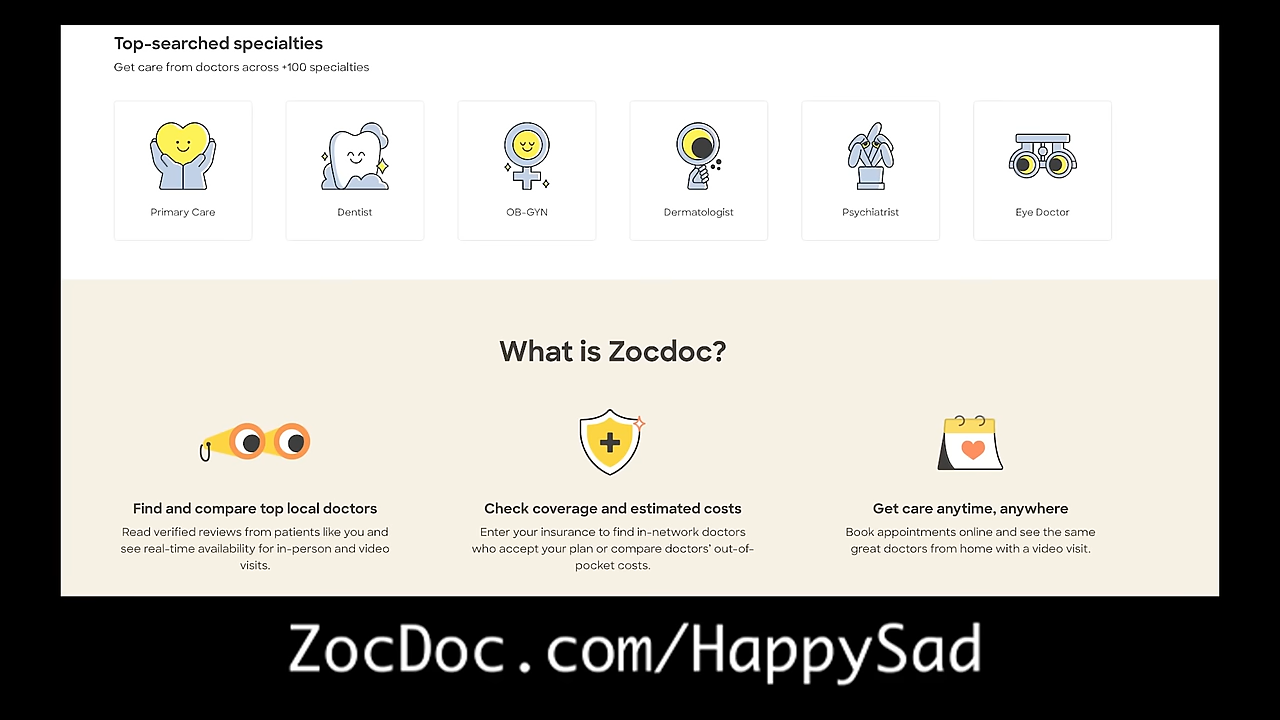 Top-searched specialties
Get care from doctors across +100 specialties
Primary Care
Dentist
OB-GYN
Dermatologist
Psychiatrist
Eye Doctor
What is Zocdoc?
Find and compare top local doctors
Read verified reviews from patients like you and
see real-time availability for in-person and video
visits.
Check coverage and estimated costs
Enter your insurance to find in-network doctors
who accept your plan or compare doctors' out-of-
pocket costs.
Get care anytime, anywhere
Book appointments online and see the same
great doctors from home with a video visit.
ZocDoc.com/HappySad